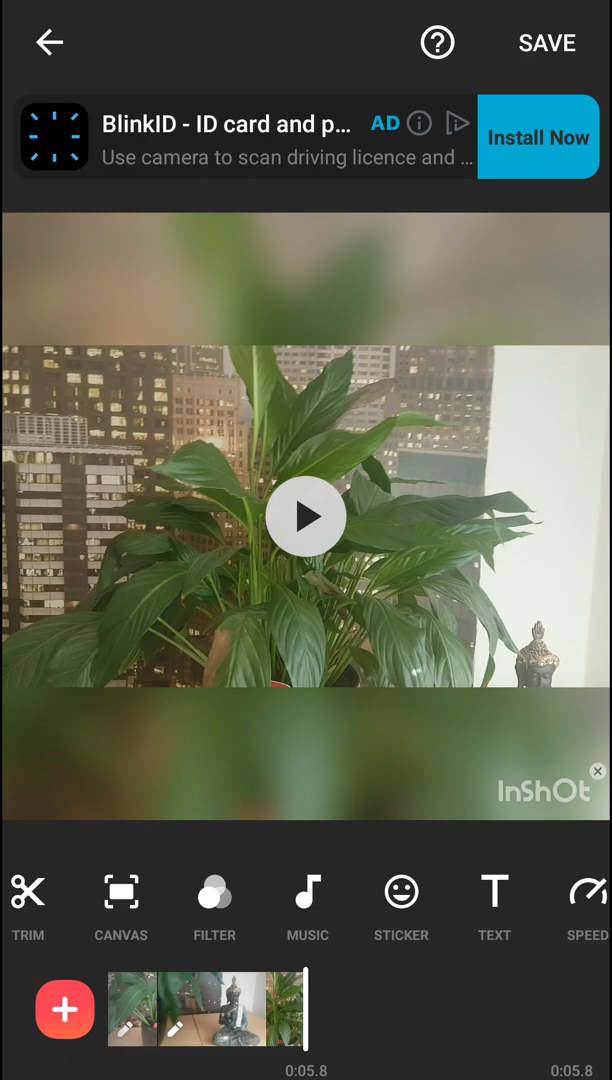 SAVE
BlinkID - ID card and p...
AD
Use camera to scan driving licence and ...
Install Now
InShOt
TRIM
CANVAS
FILTER
MUSIC
STICKER
TEXT
SPEED
0:05.8
0:05.8